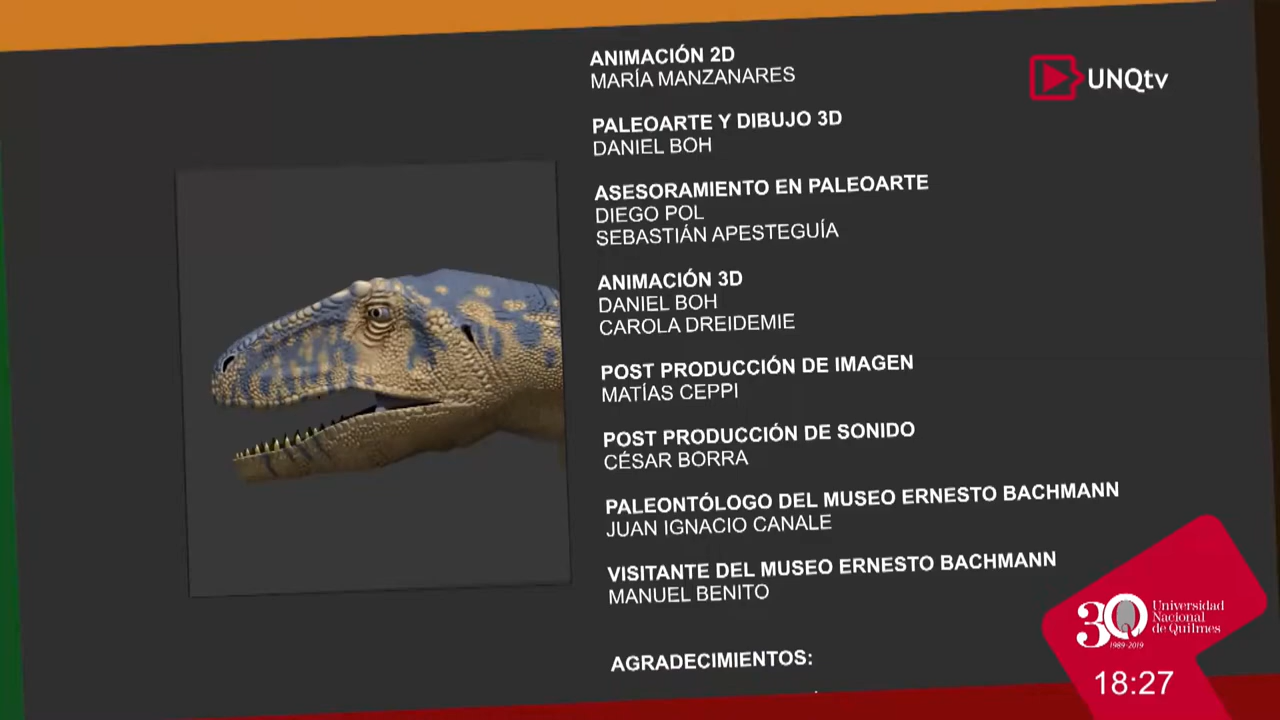 ANIMACIÓN 2D
MARÍA MANZANARES
PALEOARTE Y DIBUJO 3D
DANIEL BOH
ASESORAMIENTO EN PALEOARTE
DIEGO POL
SEBASTIÁN APESTEGUÍA
ANIMACIÓN 3D
DANIEL BOH
CAROLA DREIDEMIE
POST PRODUCCIÓN DE IMAGEN
MATÍAS CEPPI
POST PRODUCCIÓN DE SONIDO
CÉSAR BORRA
PALEONTÓLOGO DEL MUSEO ERNESTO BACHMANN
JUAN IGNACIO CANALE
VISITANTE DEL MUSEO ERNESTO BACHMANN
MANUEL BENITO
AGRADECIMIENTOS:
UNQtv
30
1989-2019
Universidad
Nacional
de Quilmes
18:27